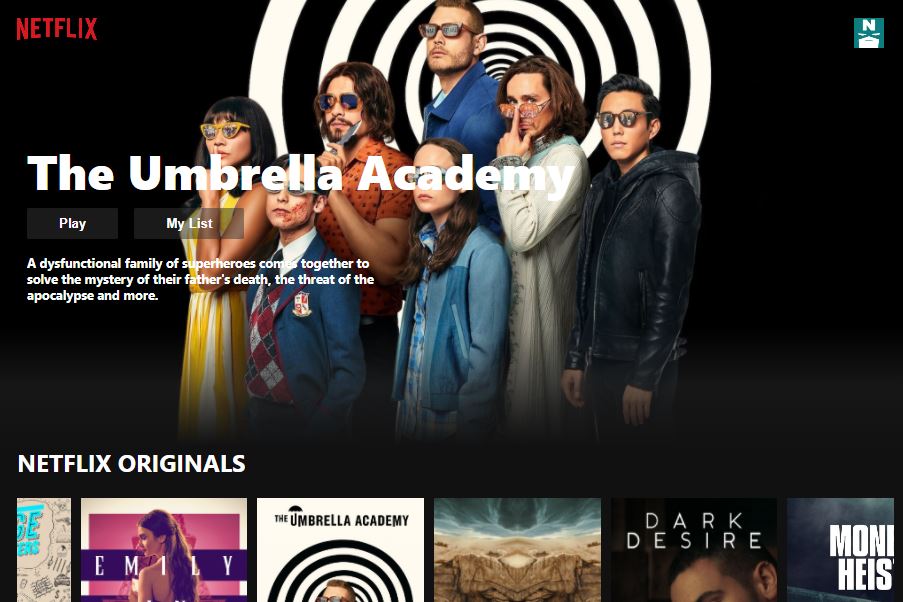 NETFLIX
N
The Umbrella Academy
Play
My List
A dysfunctional family of superheroes comes together to
solve the mystery of their father's death, the threat of the
apocalypse and more.
NETFLIX ORIGINALS
EMILY
THE UMBRELLA ACADEMY
DARK
DESIRE
MONE
HEIS